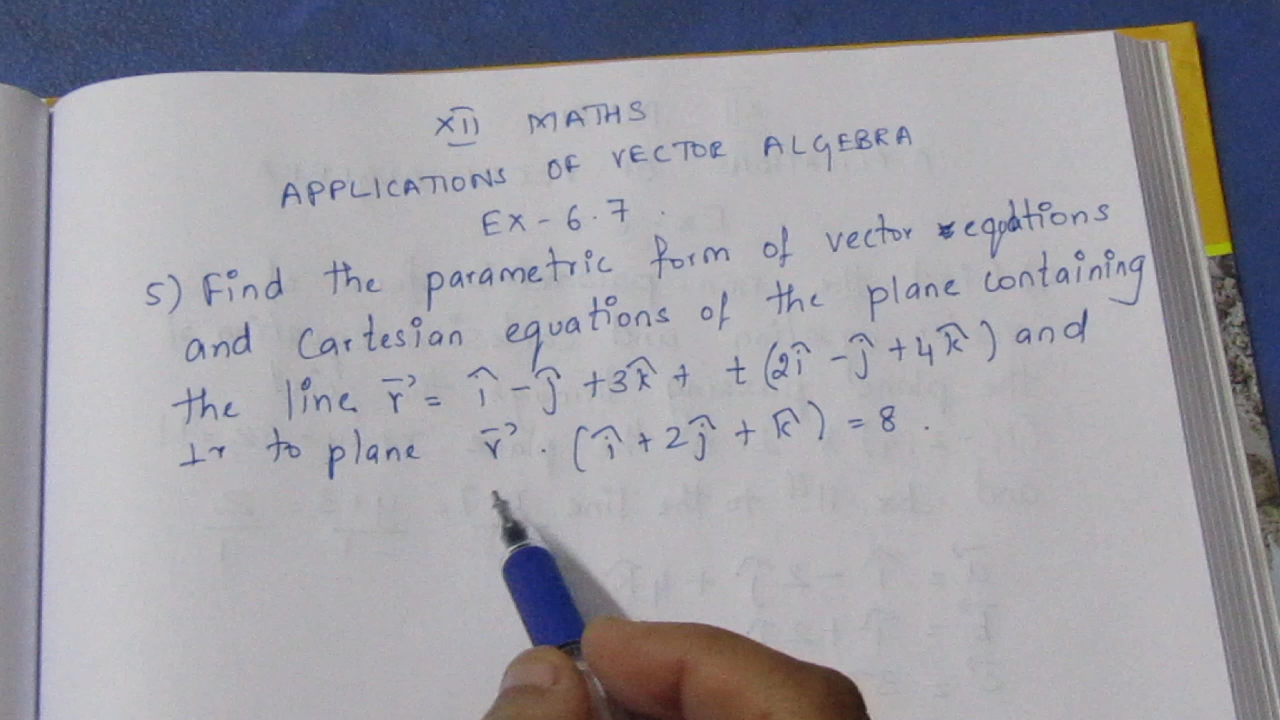 XII MATHS
APPLICATIONS OF VECTOR ALGEBRA
EX - 6.7.
5) Find the parametric form of vector equations
and Cartesian equations of the plane containing
the line r⃗ = î - ĵ + 3k̂ + t (2î - ĵ + 4k̂) and
⊥r to plane r⃗ . (î + 2ĵ + k̂) = 8 .